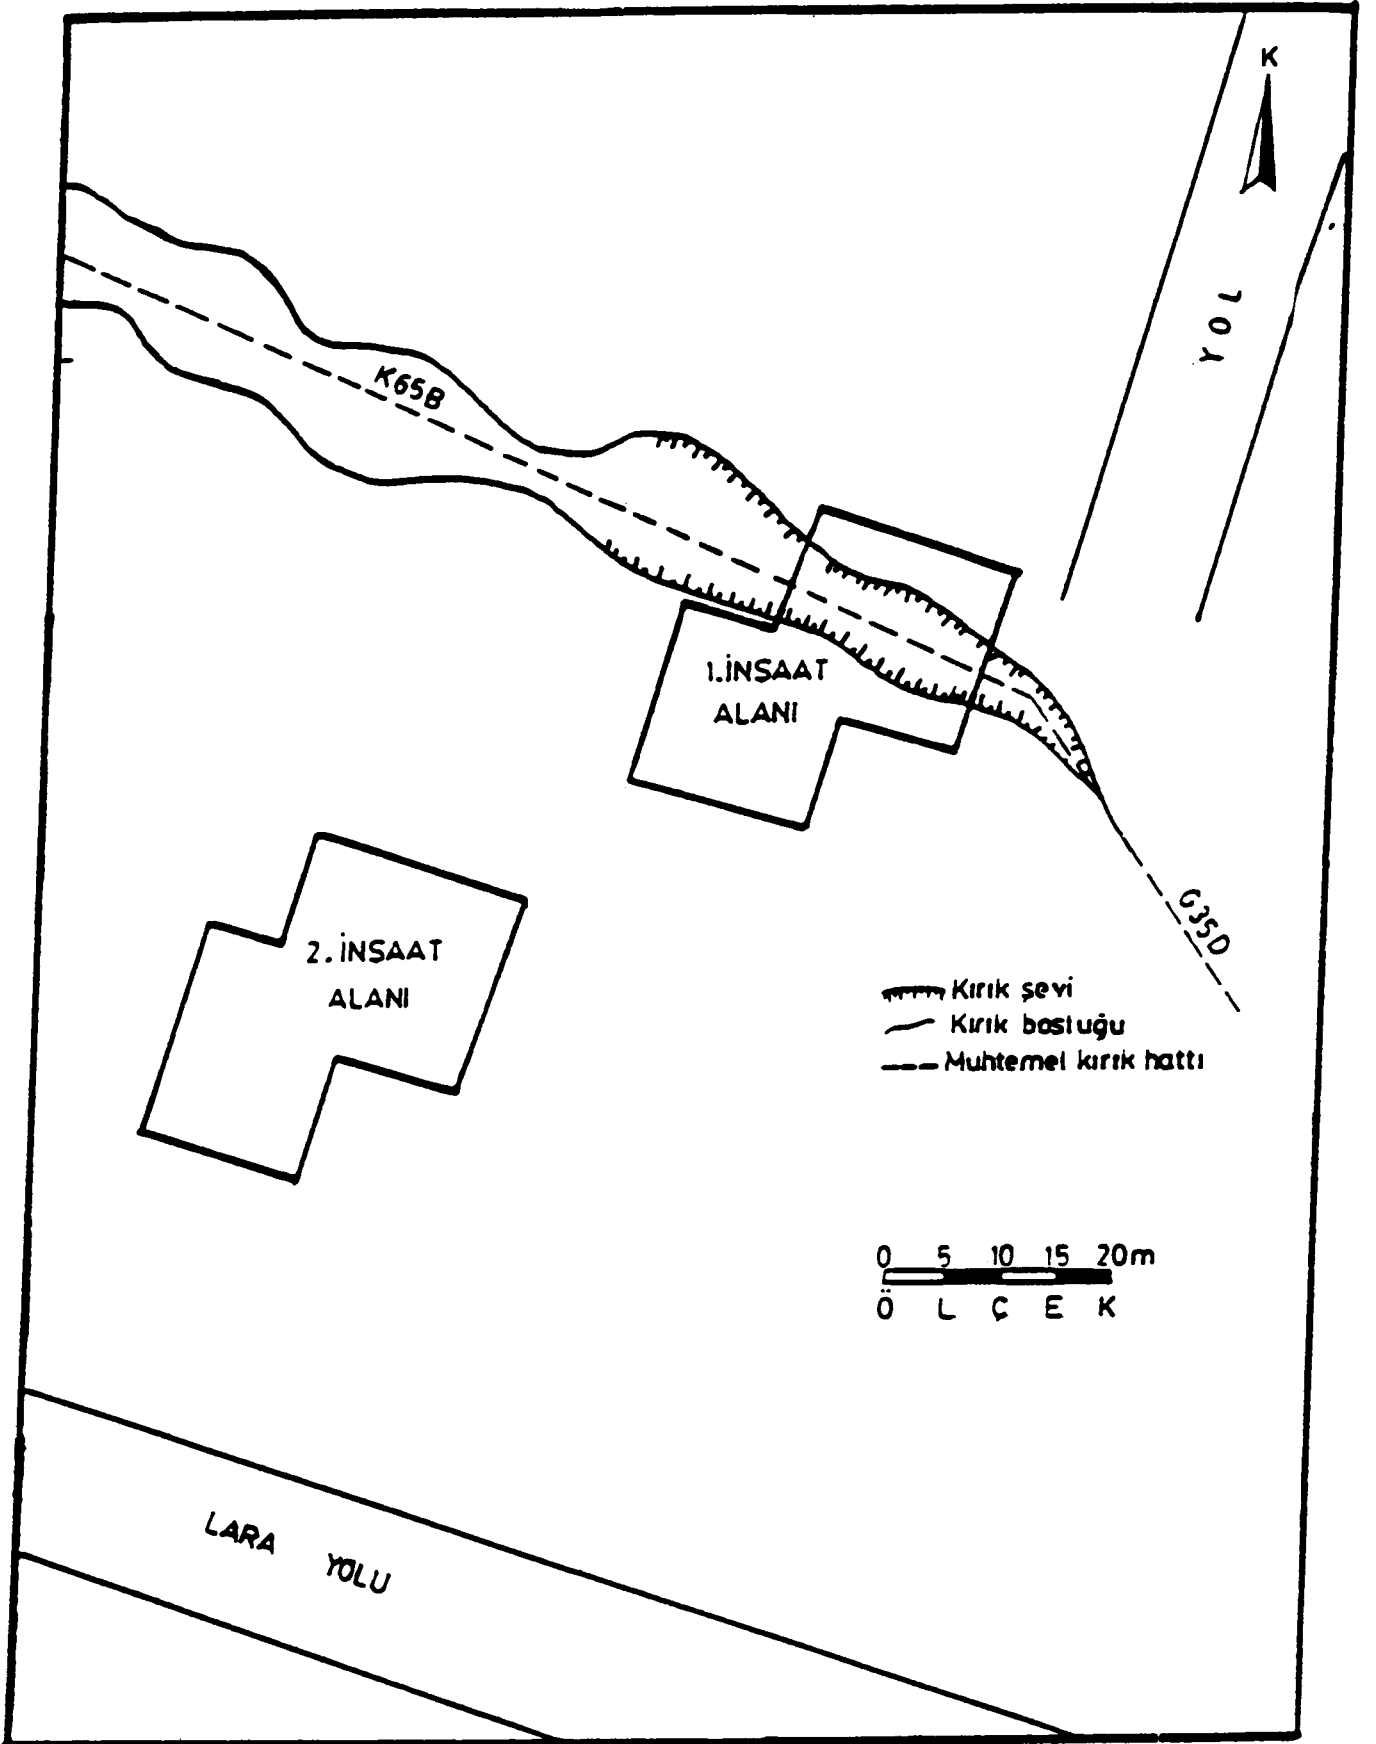 K
YOL
K65B
1.İNSAAT
ALANI
2.İNSAAT
ALANI
G35D
Kırık şevi
Kırık bosluğu
Muhtemel kırık hattı
0 5 10 15 20m
Ö L Ç E K
LARA YOLU